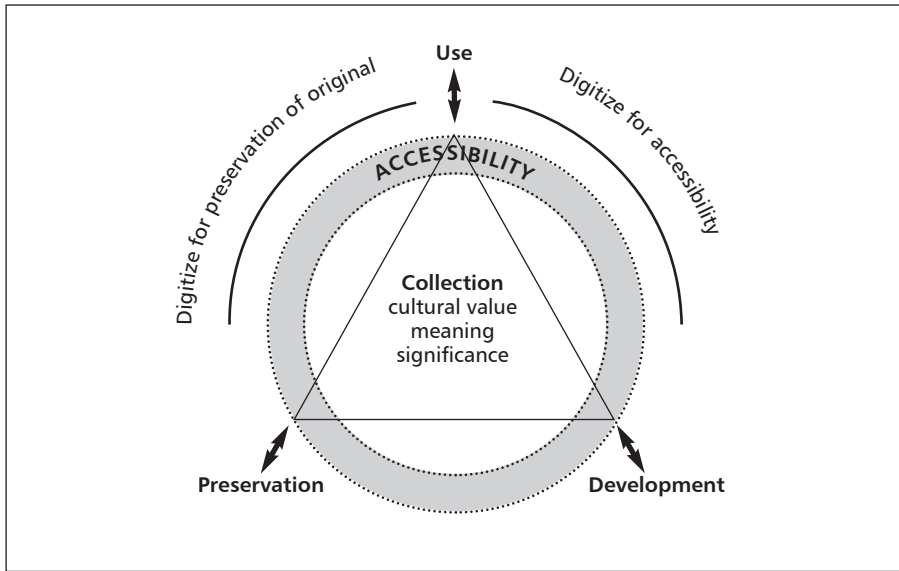 Use
Digitize for preservation of original
Digitize for accessibility
ACCESSIBILITY
Collection
cultural value
meaning
significance
Preservation
Development